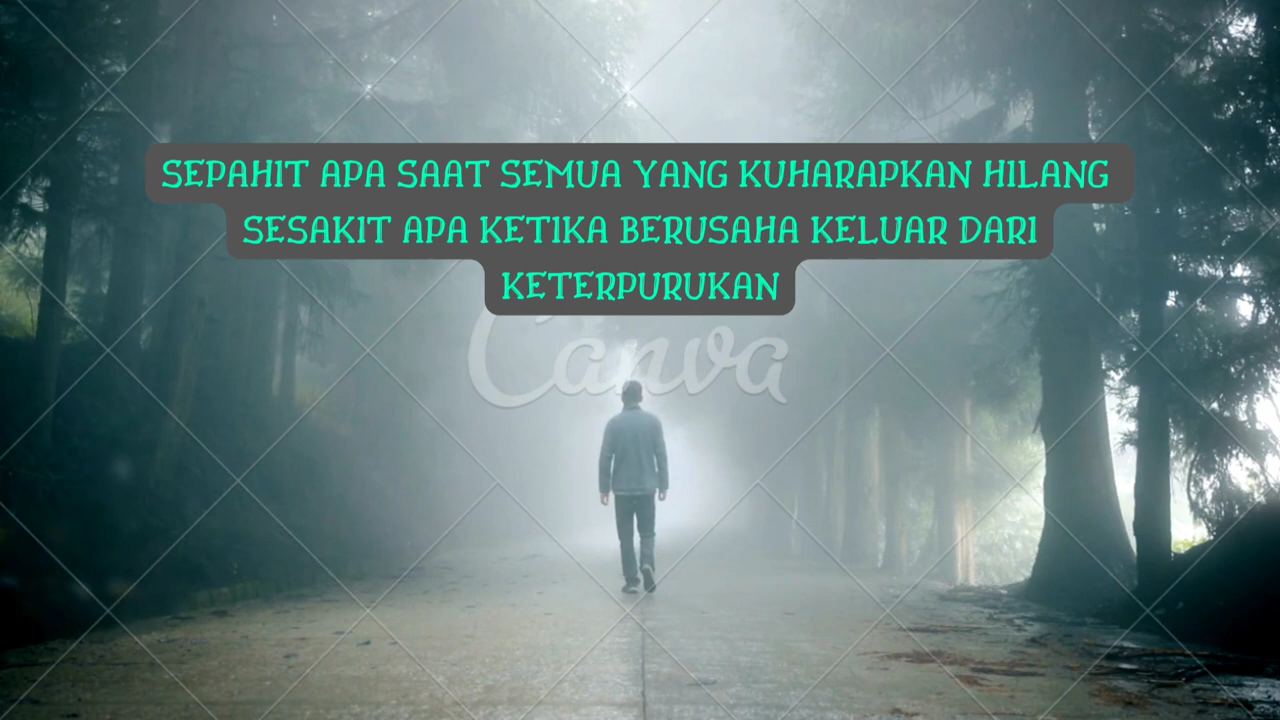 SEPAHIT APA SAAT SEMUA YANG KUHARAPKAN HILANG
SESAKIT APA KETIKA BERUSAHA KELUAR DARI
KETERPURUKAN
Canva